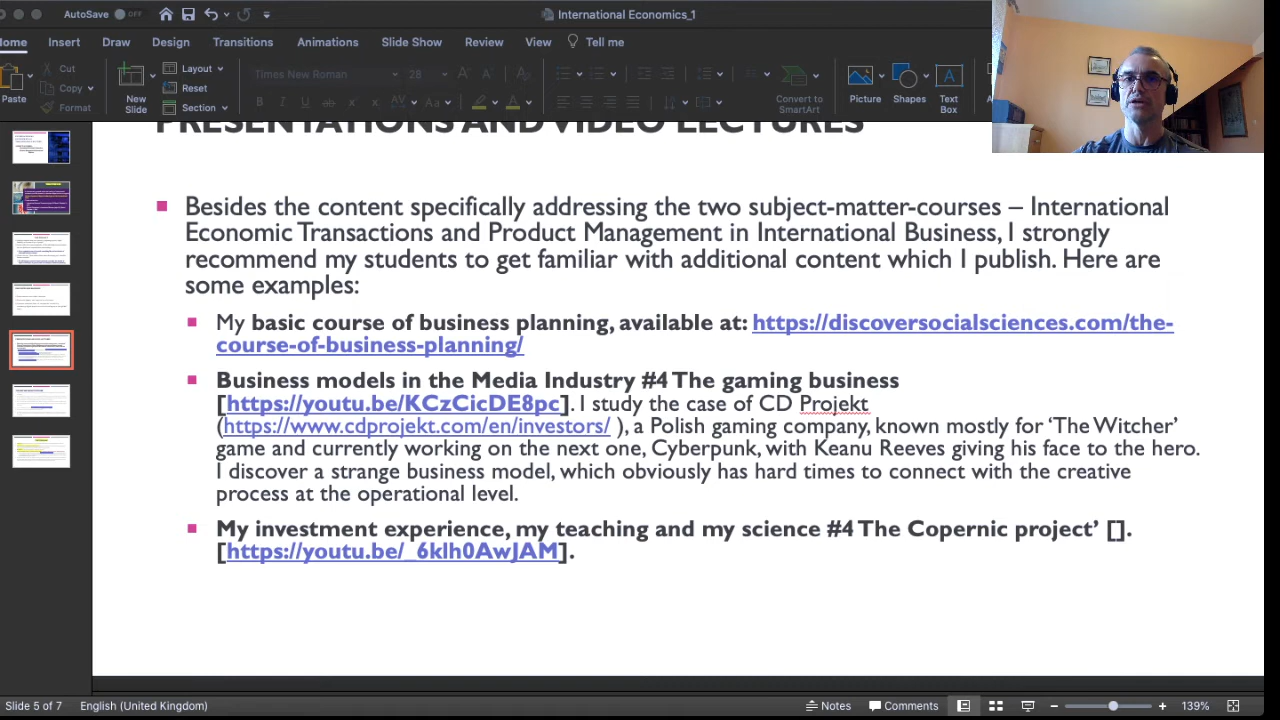 AutoSave OFF
International Economics_1
Home Insert Draw Design Transitions Animations Slide Show Review View Tell me
Paste
Cut
Copy
Format
New Slide
Layout
Reset
Section
Times New Roman 28
Convert to SmartArt
Picture
Shapes
Text Box
PRESENTATIONS AND VIDEO LECTURES
Besides the content specifically addressing the two subject-matter-courses – International
Economic Transactions and Product Management in International Business, I strongly
recommend my students to get familiar with additional content which I publish. Here are
some examples:
My basic course of business planning, available at: https://discoversocialsciences.com/the-
course-of-business-planning/
Business models in the Media Industry #4 The gaming business
[https://youtu.be/KCzCicDE8pc]. I study the case of CD Projekt
(https://www.cdprojekt.com/en/investors/ ), a Polish gaming company, known mostly for ‘The Witcher’
game and currently working on the next one, Cyberpunk, with Keanu Reeves giving his face to the hero.
I discover a strange business model, which obviously has hard times to connect with the creative
process at the operational level.
My investment experience, my teaching and my science #4 The Copernic project’ [].
[https://youtu.be/_6klh0AwJAM].
Slide 5 of 7 English (United Kingdom) Notes Comments 139%